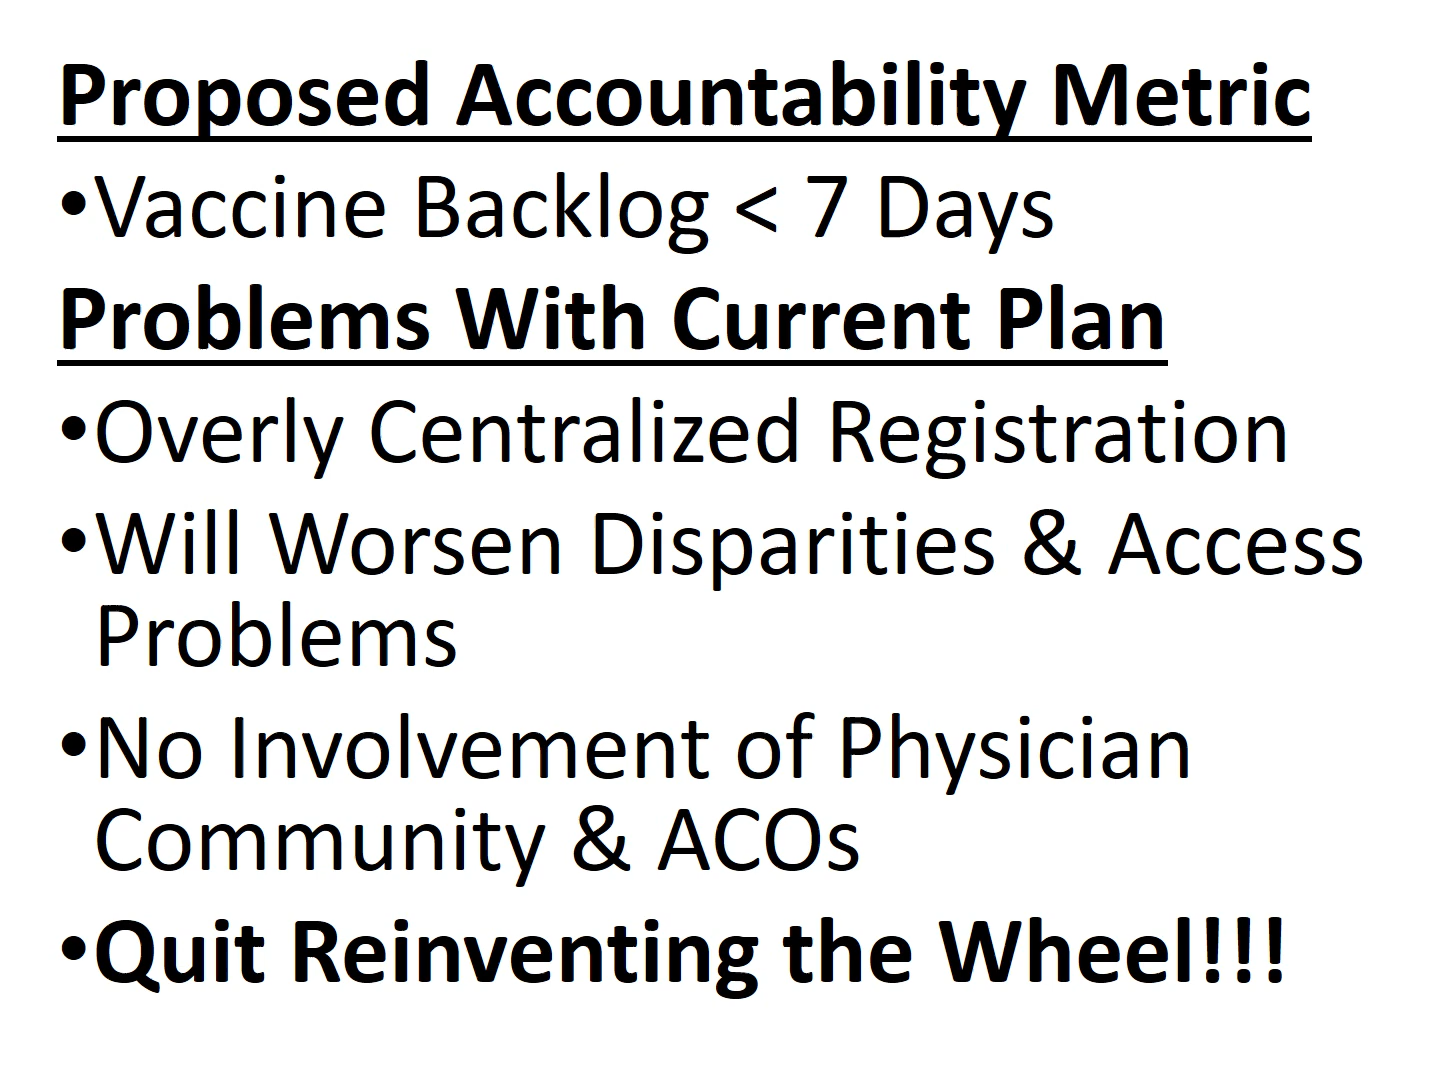 Proposed Accountability Metric
•Vaccine Backlog < 7 Days
Problems With Current Plan
•Overly Centralized Registration
•Will Worsen Disparities & Access
Problems
•No Involvement of Physician
Community & ACOs
•Quit Reinventing the Wheel!!!